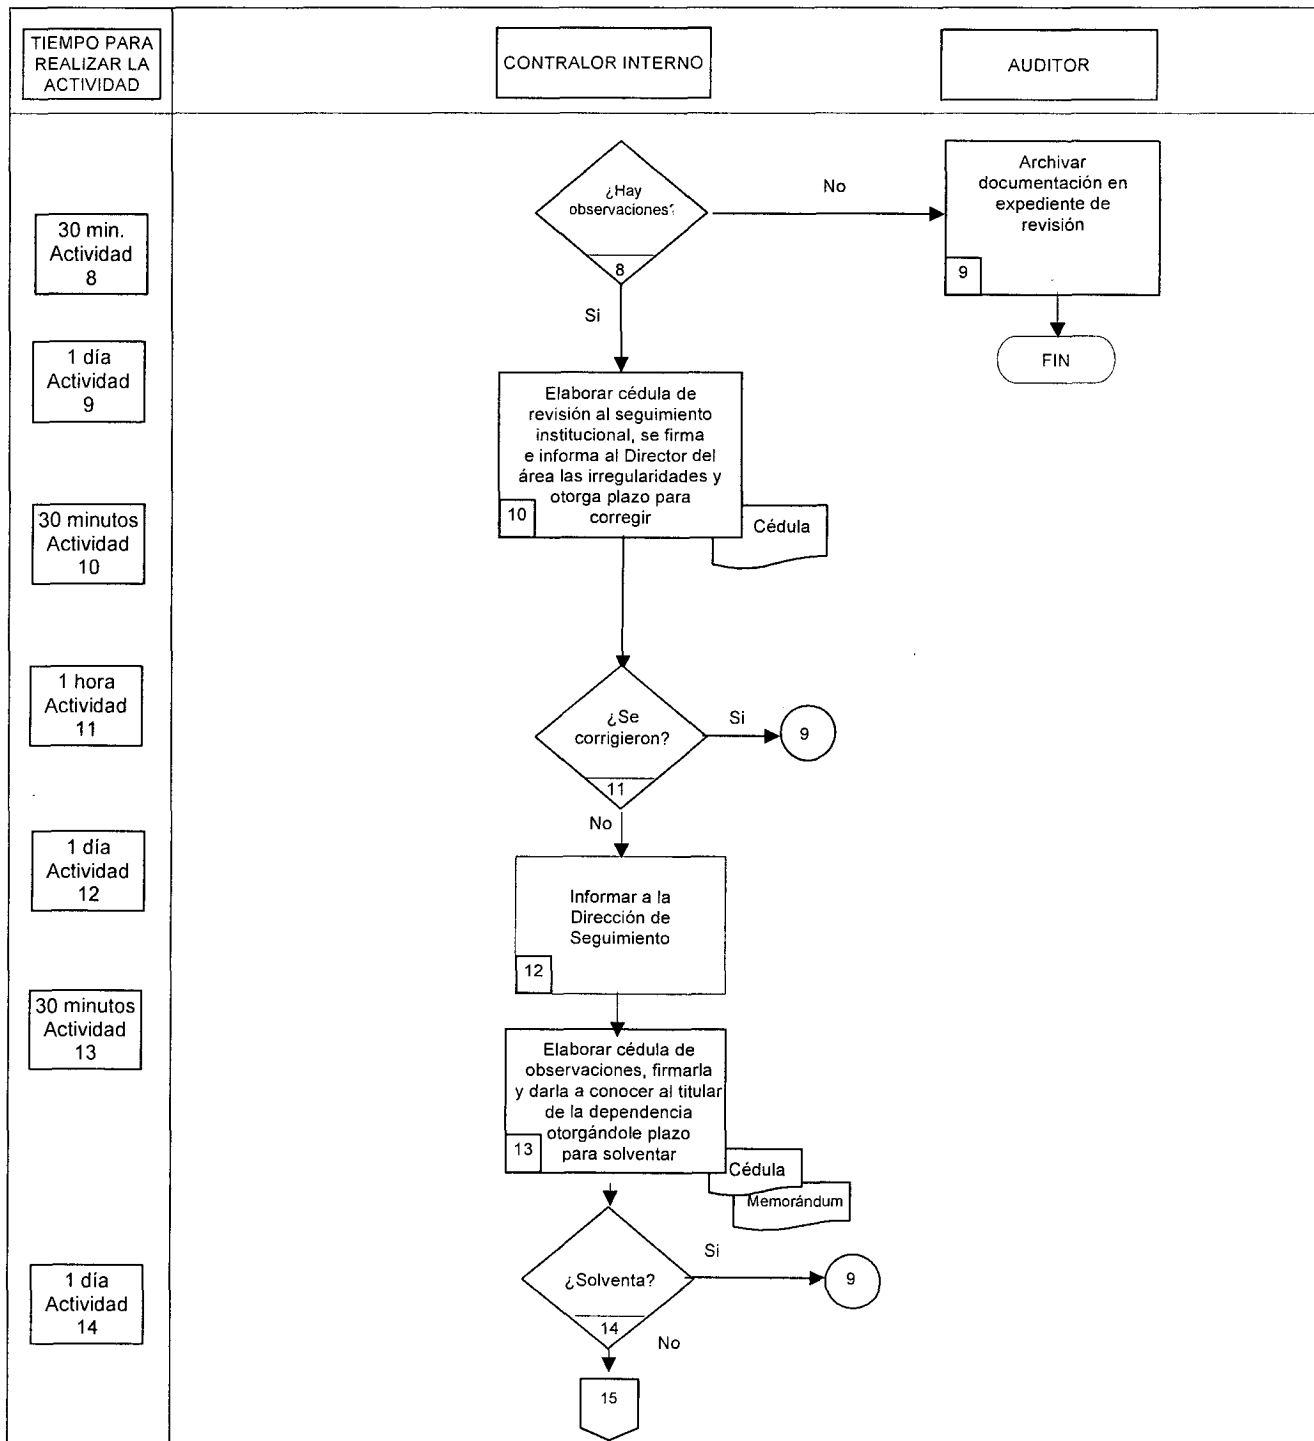 TIEMPO PARA
REALIZAR LA
ACTIVIDAD
CONTRALOR INTERNO
AUDITOR
30 min.
Actividad
8
¿Hay
observaciones?
8
No
Archivar
documentación en
expediente de
revisión
9
Si
FIN
1 día
Actividad
9
Elaborar cédula de
revisión al seguimiento
institucional, se firma
e informa al Director del
área las irregularidades y
otorga plazo para
corregir
10
Cédula
30 minutos
Actividad
10
1 hora
Actividad
11
¿Se
corrigieron?
11
Si
9
No
1 día
Actividad
12
Informar a la
Dirección de
Seguimiento
12
30 minutos
Actividad
13
Elaborar cédula de
observaciones, firmarla
y darla a conocer al titular
de la dependencia
otorgándole plazo
para solventar
13
Cédula
Memorándum
1 día
Actividad
14
¿Solventa?
14
Si
9
No
15